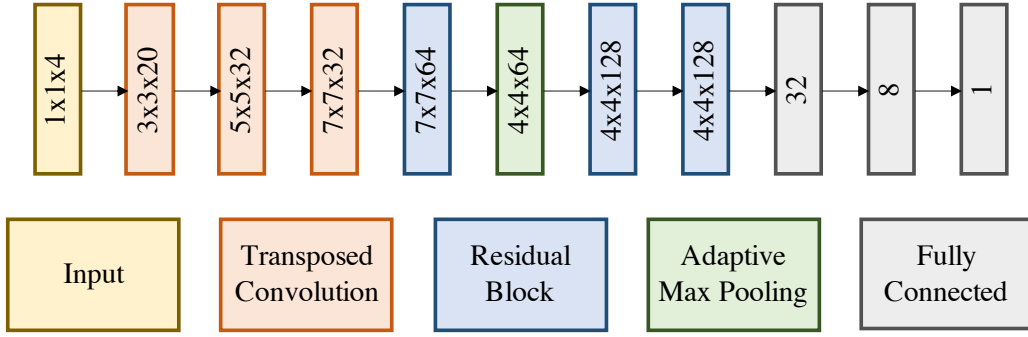 1x1x4
3x3x20
5x5x32
7x7x32
7x7x64
4x4x64
4x4x128
4x4x128
32
8
1
Input
Transposed
Convolution
Residual
Block
Adaptive
Max Pooling
Fully
Connected